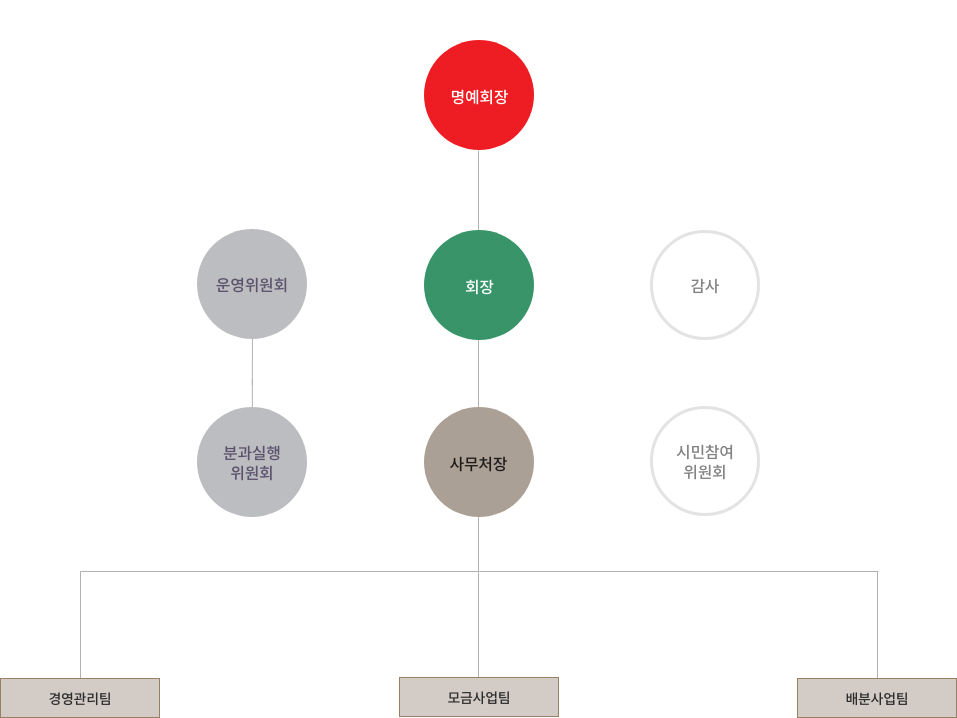 명예회장
운영위원회
회장
감사
분과실행
위원회
사무처장
시민참여
위원회
경영관리팀
모금사업팀
배분사업팀